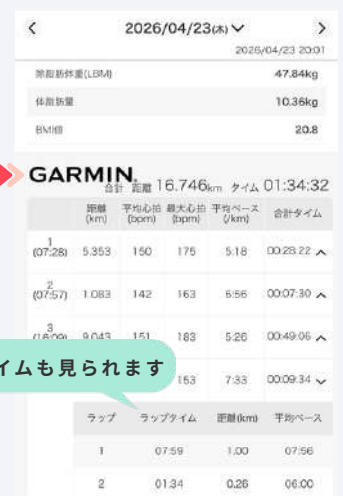 2026/04/23(木)
2026/04/23 20:01
除脂肪体重(LBM) 47.84kg
体脂肪量 10.36kg
BMI値 20.8
GARMIN. 合計 距離 16.746km タイム 01:34:32
距離(km) 平均心拍(bpm) 最大心拍(bpm) 平均ペース(/km) 合計タイム
1 (07:28) 5.353 150 175 5:18 00:28:22
2 (07:57) 1.083 142 163 6:56 00:07:30
3 (16:09) 9.043 151 183 5:26 00:49:06
イムも見られます 153 7:33 00:09:34
ラップ ラップタイム 距離(km) 平均ペース
1 07:59 1.00 07:56
2 01:34 0.26 06:00